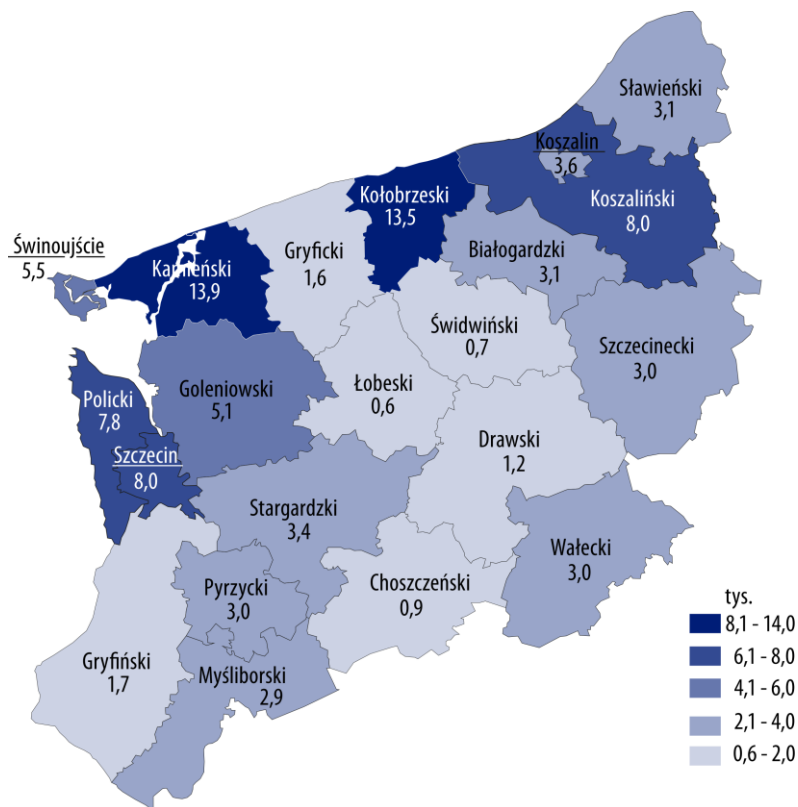 Sławieński
3,1
Koszalin
3,6
Koszaliński
8,0
Kołobrzeski
13,5
Białogardzki
3,1
Świnoujście
5,5
Kamieński
13,9
Gryficki
1,6
Świdwiński
0,7
Szczecinecki
3,0
Goleniowski
5,1
Łobeski
0,6
Policki
7,8
Szczecin
8,0
Drawski
1,2
Stargardzki
3,4
Wałecki
3,0
Pyrzycki
3,0
Choszczeński
0,9
Gryfiński
1,7
Myśliborski
2,9
tys.
8,1 - 14,0
6,1 - 8,0
4,1 - 6,0
2,1 - 4,0
0,6 - 2,0